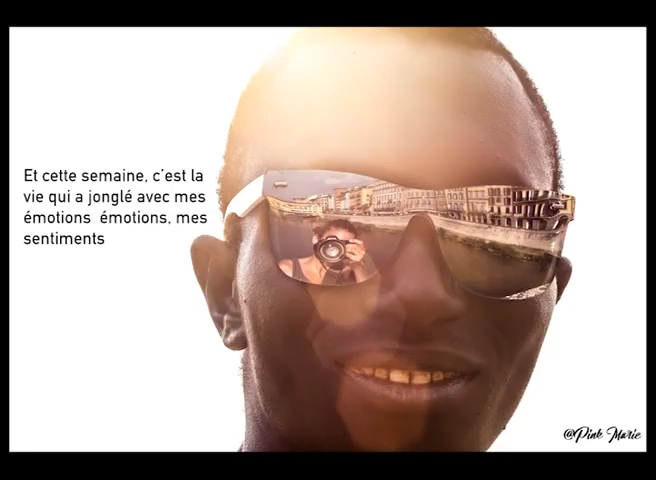 Et cette semaine, c'est la
vie qui a jonglé avec mes
émotions émotions, mes
sentiments
@Pink Marie